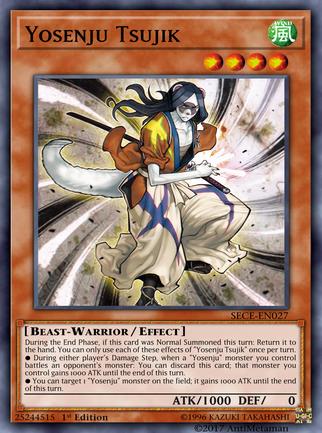 Yosenju Tsujik
WIND
風
SECE-EN027
[Beast-Warrior / Effect]
During the End Phase, if this card was Normal Summoned this turn: Return it
to the hand. You can only use each of these effects of "Yosenju Tsujik" once per turn.
● During either player's Damage Step, when a "Yosenju" monster you control
battles an opponent's monster: You can discard this card; that monster you
control gains 1000 ATK until the end of this turn.
● You can target 1 "Yosenju" monster on the field; it gains 1000 ATK until the end
of this turn.
ATK/1000 DEF/ 0
25244515 1st Edition ©1996 KAZUKI TAKAHASHI
©2017 AntiMetaman